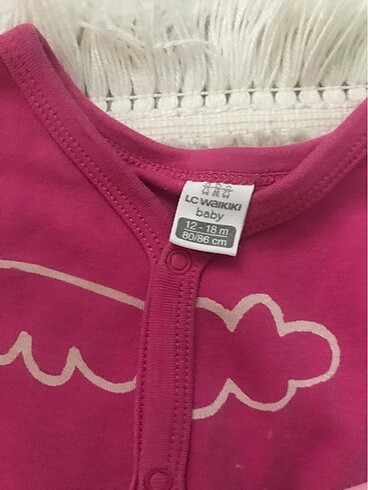 LC WAIKIKI
baby
12 - 18 m
80/86 cm